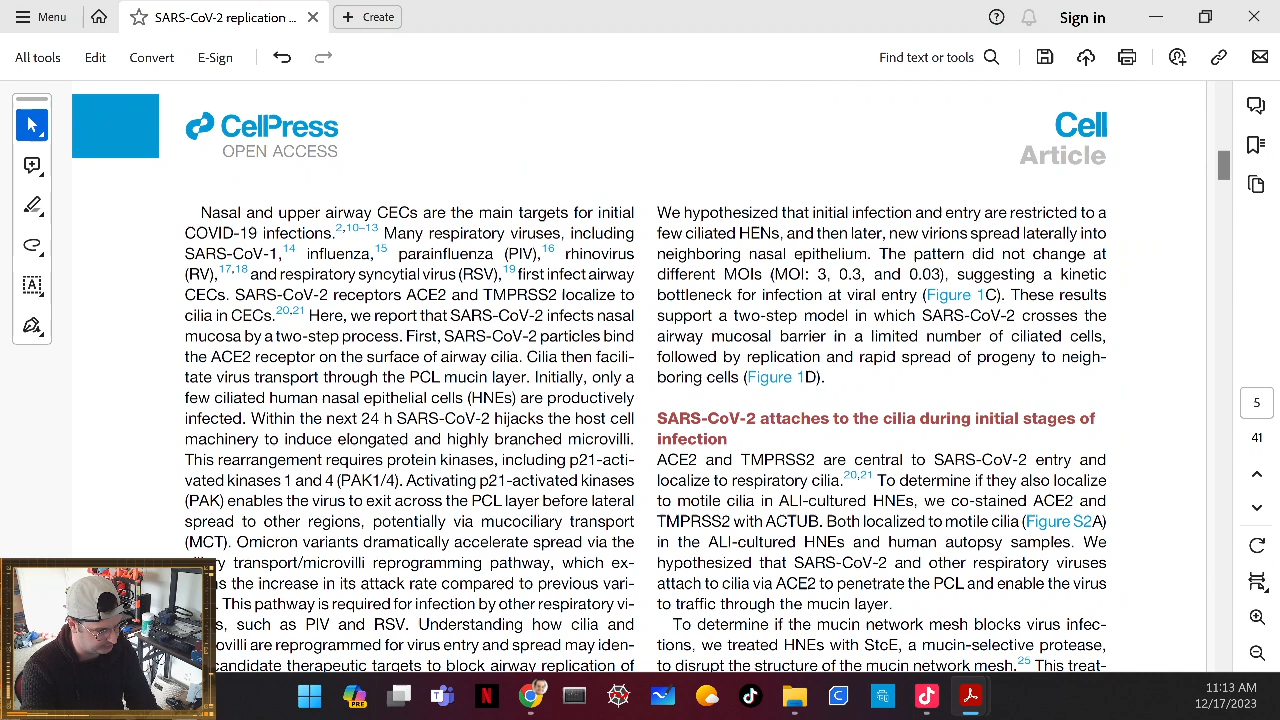 Menu
SARS-CoV-2 replication ...
Create
Sign in
All tools
Edit
Convert
E-Sign
Find text or tools
CellPress
OPEN ACCESS
Cell
Article
Nasal and upper airway CECs are the main targets for initial
COVID-19 infections.2,10–13 Many respiratory viruses, including
SARS-CoV-1,14 influenza,15 parainfluenza (PIV),16 rhinovirus
(RV),17,18 and respiratory syncytial virus (RSV),19 first infect airway
CECs. SARS-CoV-2 receptors ACE2 and TMPRSS2 localize to
cilia in CECs.20,21 Here, we report that SARS-CoV-2 infects nasal
mucosa by a two-step process. First, SARS-CoV-2 particles bind
the ACE2 receptor on the surface of airway cilia. Cilia then facili-
tate virus transport through the PCL mucin layer. Initially, only a
few ciliated human nasal epithelial cells (HNEs) are productively
infected. Within the next 24 h SARS-CoV-2 hijacks the host cell
machinery to induce elongated and highly branched microvilli.
This rearrangement requires protein kinases, including p21-acti-
vated kinases 1 and 4 (PAK1/4). Activating p21-activated kinases
(PAK) enables the virus to exit across the PCL layer before lateral
spread to other regions, potentially via mucociliary transport
(MCT). Omicron variants dramatically accelerate spread via the
transport/microvilli reprogramming pathway, which ex-
the increase in its attack rate compared to previous vari-
This pathway is required for infection by other respiratory vi-
such as PIV and RSV. Understanding how cilia and
are reprogrammed for virus entry and spread may iden-
candidate therapeutic targets to block airway replication of
We hypothesized that initial infection and entry are restricted to a
few ciliated HENs, and then later, new virions spread laterally into
neighboring nasal epithelium. The pattern did not change at
different MOIs (MOI: 3, 0.3, and 0.03), suggesting a kinetic
bottleneck for infection at viral entry (Figure 1C). These results
support a two-step model in which SARS-CoV-2 crosses the
airway mucosal barrier in a limited number of ciliated cells,
followed by replication and rapid spread of progeny to neigh-
boring cells (Figure 1D).
SARS-CoV-2 attaches to the cilia during initial stages of
infection
ACE2 and TMPRSS2 are central to SARS-CoV-2 entry and
localize to respiratory cilia.20,21 To determine if they also localize
to motile cilia in ALI-cultured HNEs, we co-stained ACE2 and
TMPRSS2 with ACTUB. Both localized to motile cilia (Figure S2A)
in the ALI-cultured HNEs and human autopsy samples. We
hypothesized that SARS-CoV-2 and other respiratory viruses
attach to cilia via ACE2 to penetrate the PCL and enable the virus
to traffic through the mucin layer.
To determine if the mucin network mesh blocks virus infec-
tions, we treated HNEs with StcE, a mucin-selective protease,
to disrupt the structure of the mucin network mesh.25 This treat-
5
41
PRE
11:13 AM
12/17/2023